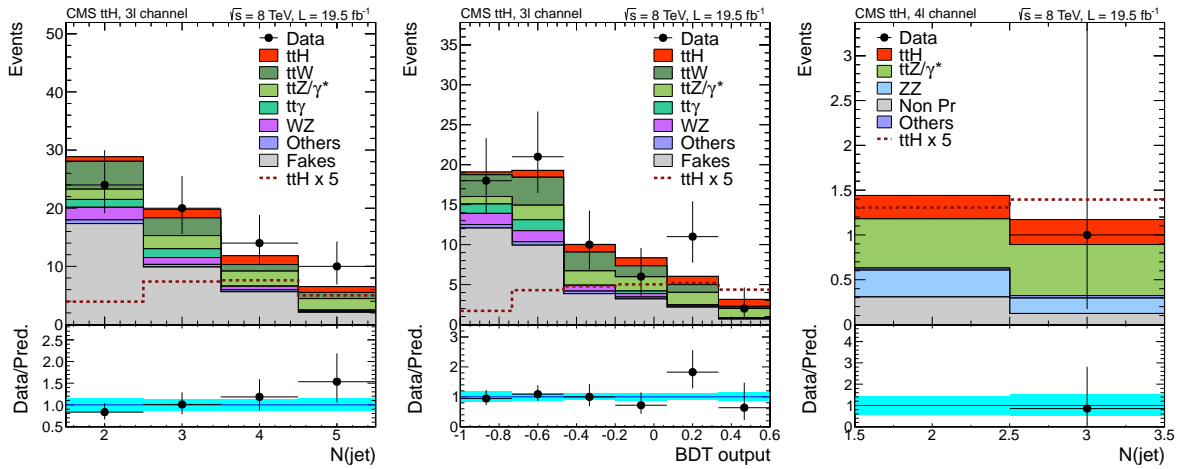 CMS ttH, 3l channel
√s = 8 TeV, L = 19.5 fb-1
Events
50
40
30
20
10
0
Data
ttH
ttW
ttZ/γ*
ttγ
WZ
Others
Fakes
ttH x 5
Data/Pred.
2.5
2.0
1.5
1.0
0.5
2
3
4
5
N(jet)
CMS ttH, 3l channel
√s = 8 TeV, L = 19.5 fb-1
Events
35
30
25
20
15
10
5
0
Data
ttH
ttW
ttZ/γ*
ttγ
WZ
Others
Fakes
ttH x 5
Data/Pred.
3
2
1
0
-1
-0.8
-0.6
-0.4
-0.2
0
0.2
0.4
0.6
BDT output
CMS ttH, 4l channel
√s = 8 TeV, L = 19.5 fb-1
Events
3.0
2.5
2.0
1.5
1.0
0.5
0
Data
ttH
ttZ/γ*
ZZ
Non Pr
Others
ttH x 5
Data/Pred.
4
3
2
1
0
1.5
2
2.5
3
3.5
N(jet)